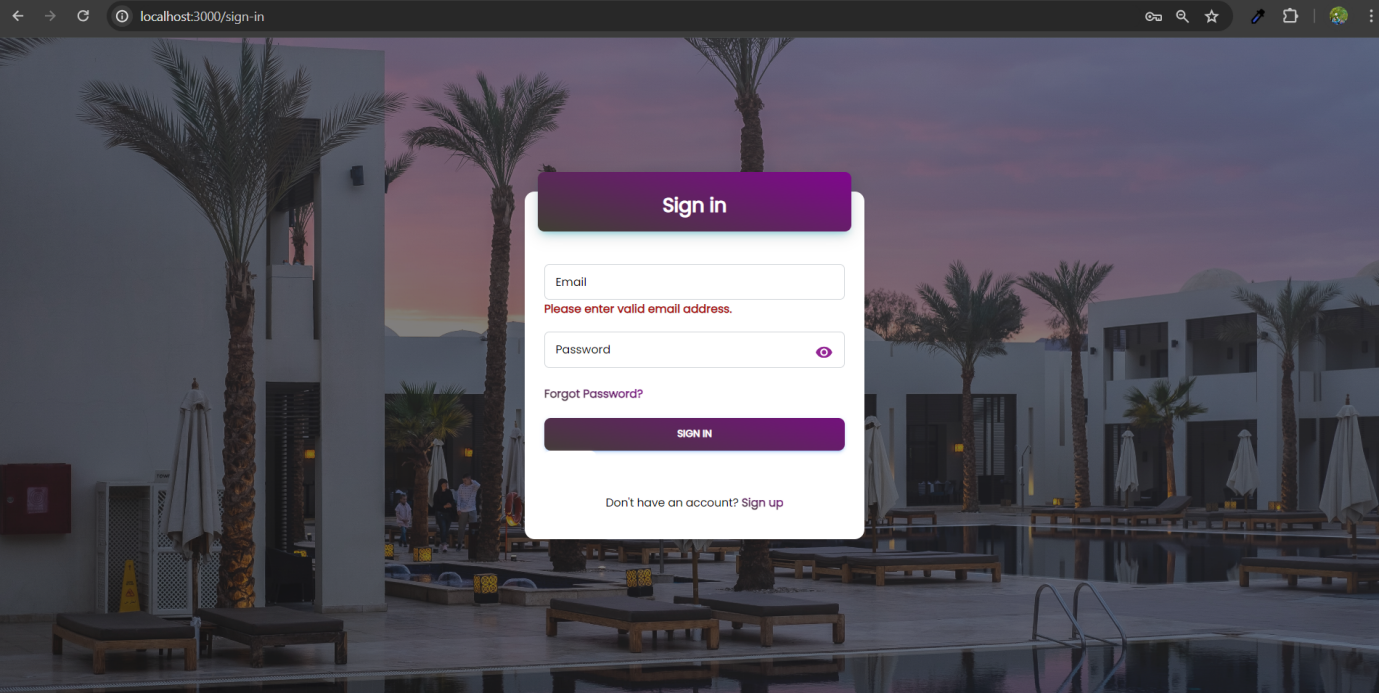 localhost:3000/sign-in
Sign in
Email
Please enter valid email address.
Password
Forgot Password?
SIGN IN
Don't have an account? Sign up